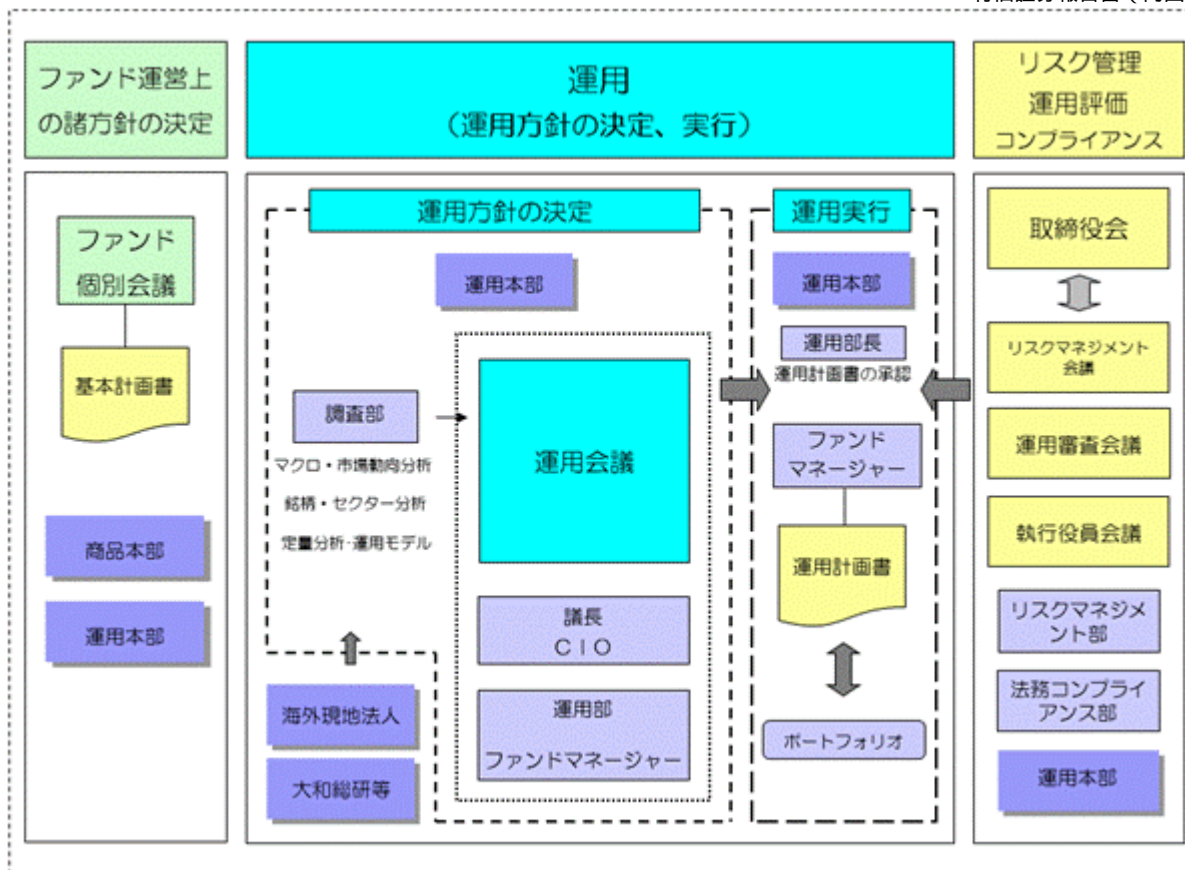 ファンド運営上
の諸方針の決定
運用
(運用方針の決定、実行)
リスク管理
運用評価
コンプライアンス
ファンド
個別会議
基本計画書
商品本部
運用本部
運用方針の決定
運用本部
調査部
マクロ・市場動向分析
銘柄・セクター分析
定量分析・運用モデル
海外現地法人
大和総研等
運用会議
議長
CIO
運用部
ファンドマネージャー
運用実行
運用本部
運用部長
運用計画書の承認
ファンド
マネージャー
運用計画書
ポートフォリオ
取締役会
リスクマネジメント
会議
運用審査会議
執行役員会議
リスクマネジメ
ント部
法務コンプライ
アンス部
運用本部